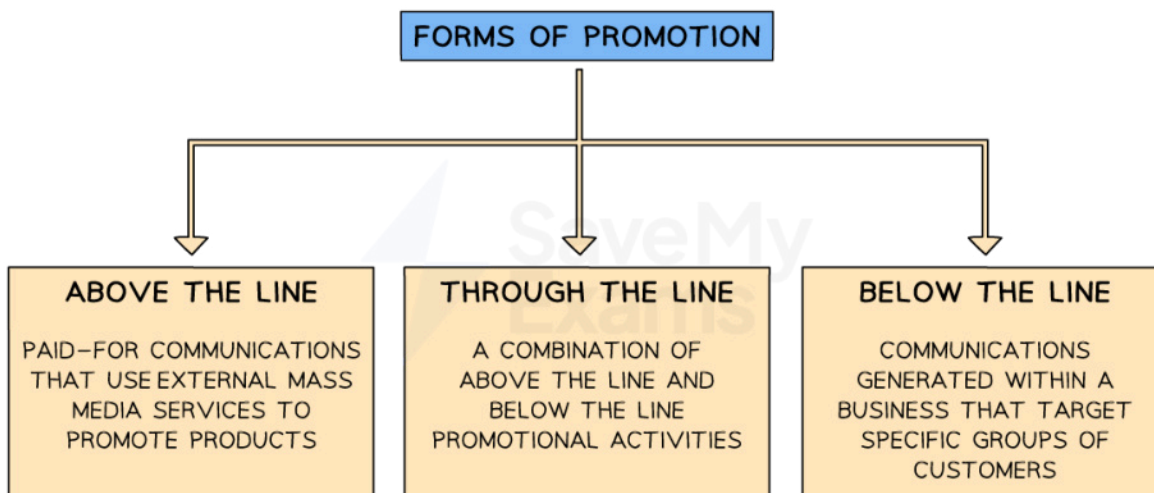 FORMS OF PROMOTION
SaveMy
Exams
ABOVE THE LINE
PAID-FOR COMMUNICATIONS
THAT USE EXTERNAL MASS
MEDIA SERVICES TO
PROMOTE PRODUCTS
THROUGH THE LINE
A COMBINATION OF
ABOVE THE LINE AND
BELOW THE LINE
PROMOTIONAL ACTIVITIES
BELOW THE LINE
COMMUNICATIONS
GENERATED WITHIN A
BUSINESS THAT TARGET
SPECIFIC GROUPS OF
CUSTOMERS